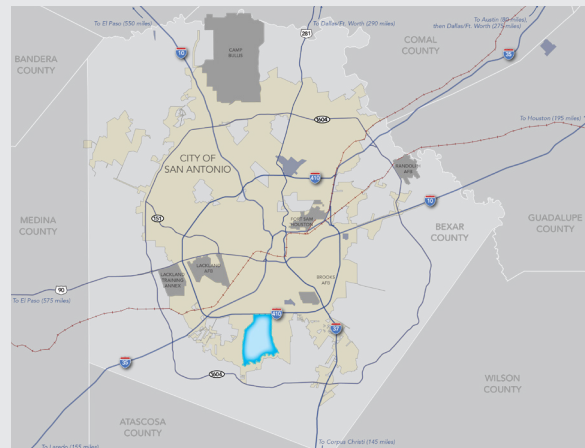 To El Paso (550 miles)
To Dallas/Ft. Worth (290 miles)
To Austin (80 miles),
then Dallas/Ft. Worth (275 miles)
281
10
35
COMAL
COUNTY
BANDERA
COUNTY
CAMP
BULLIS
To Houston (195 miles)
1604
CITY OF
SAN ANTONIO
410
RANDOLPH
AFB
10
151
FORT SAM
HOUSTON
MEDINA
COUNTY
BEXAR
COUNTY
GUADALUPE
COUNTY
LACKLAND
AFB
LACKLAND
TRAINING
ANNEX
BROOKS
AFB
90
To El Paso (575 miles)
410
37
35
1604
WILSON
COUNTY
ATASCOSA
COUNTY
To Laredo (155 miles)
To Corpus Christi (145 miles)